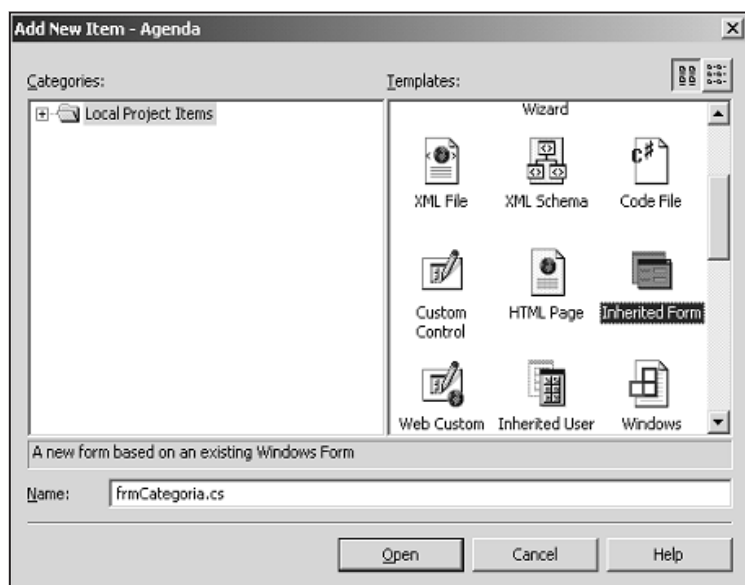 Add New Item - Agenda
Categories:
Templates:
Local Project Items
Wizard
XML File
XML Schema
C#
Code File
Custom Control
HTML Page
Inherited Form
Web Custom
Inherited User
Windows
A new form based on an existing Windows Form
Name:
frmCategoria.cs
Open
Cancel
Help